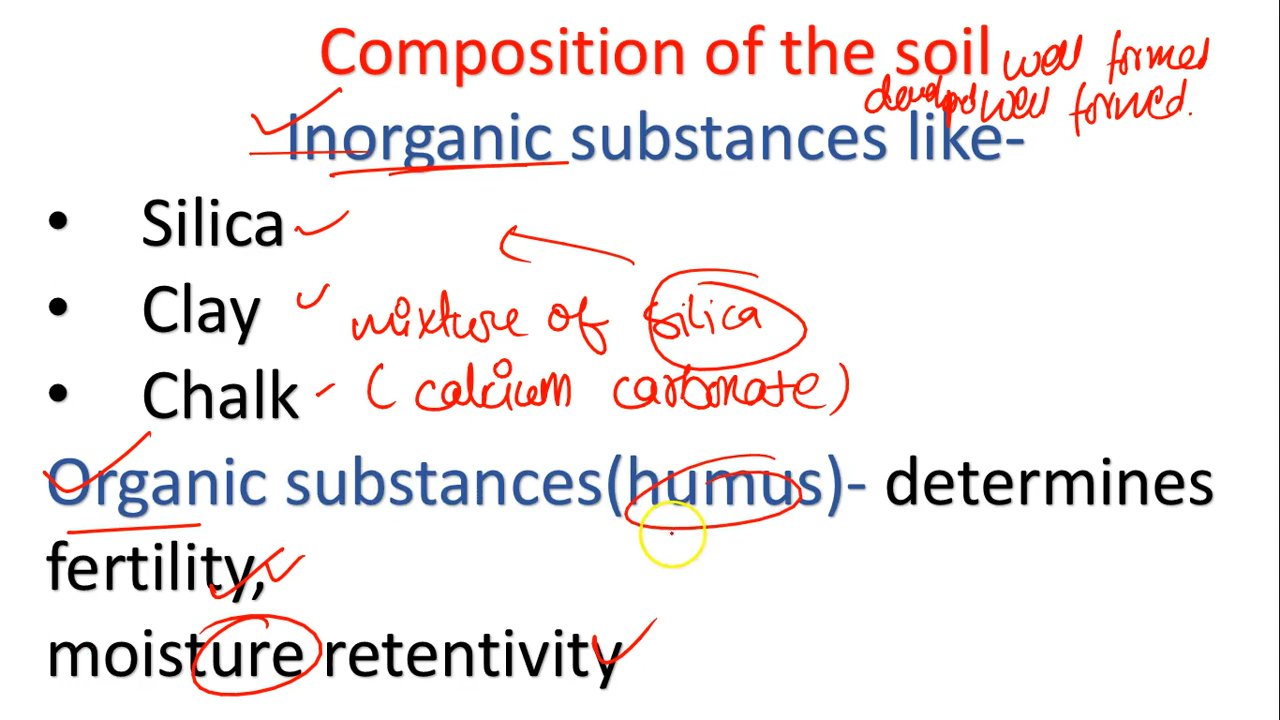 Composition of the soil well formed
well formed.
Inorganic substances like-
• Silica
• Clay mixture of silica
• Chalk (calcium carbonate)
Organic substances(humus)- determines
fertility,
moisture retentivity